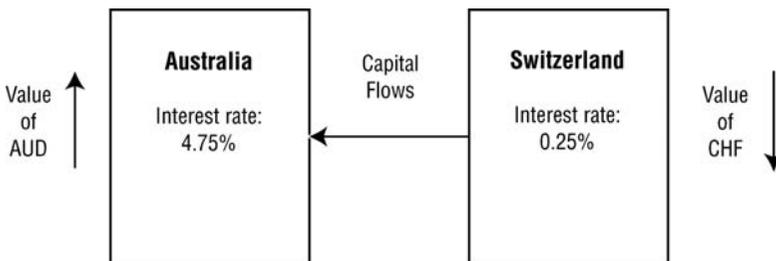 Value
of
AUD
Australia
Interest rate:
4.75%
Capital
Flows
Switzerland
Interest rate:
0.25%
Value
of
CHF